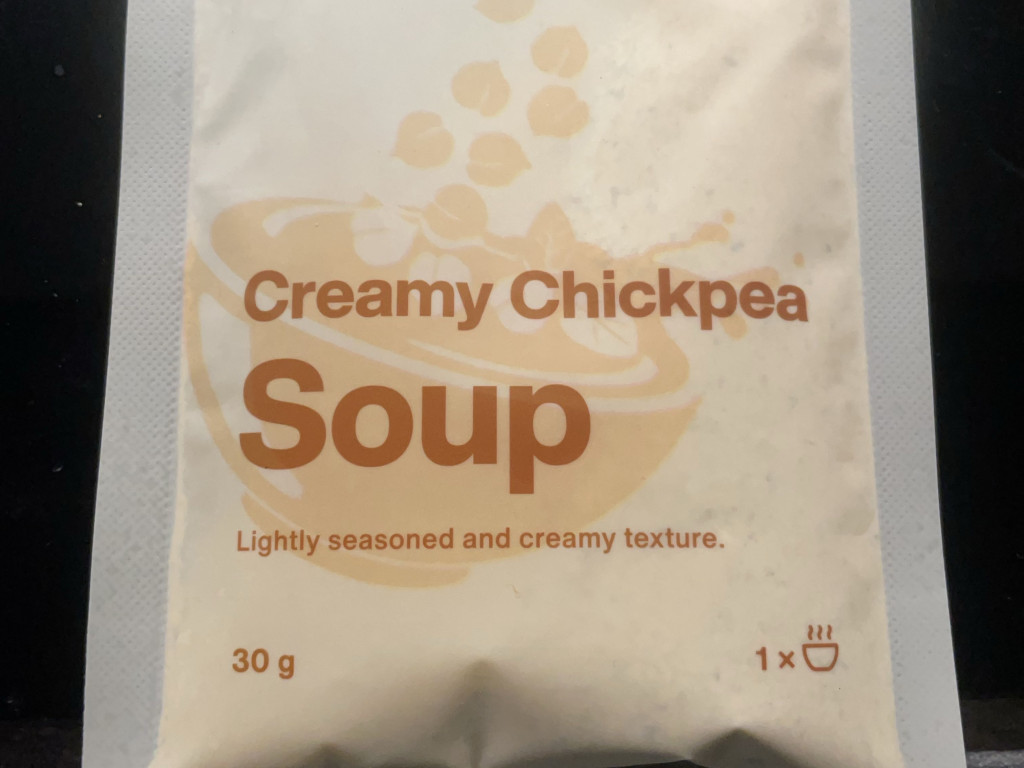 Creamy Chickpea
Soup
Lightly seasoned and creamy texture.
30 g
1 x